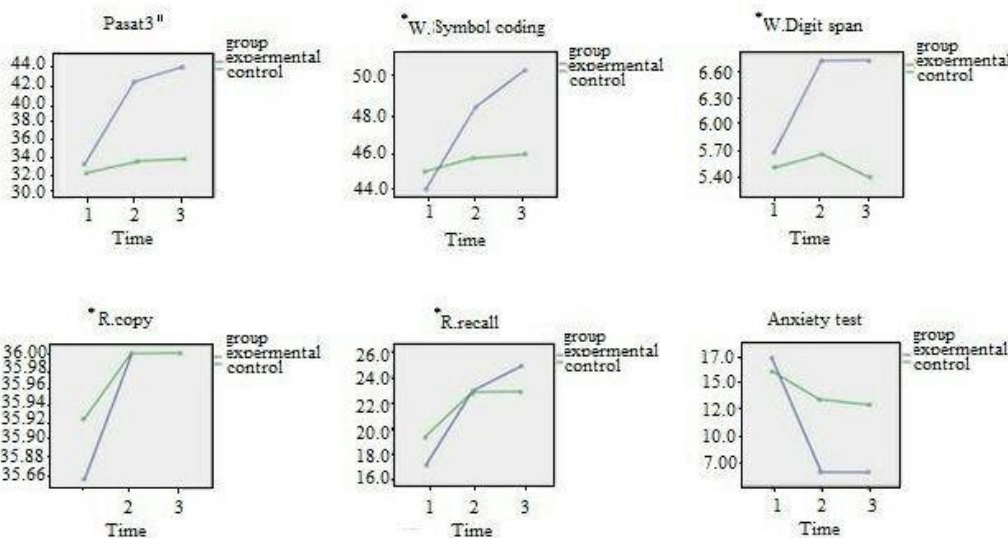 Pasat3"
group
expermental
control
44.0
42.0
40.0
38.0
36.0
34.0
32.0
30.0
1 2 3
Time
*W.Symbol coding
group
expermental
control
50.0
48.0
46.0
44.0
1 2 3
Time
*W.Digit span
group
expermental
control
6.60
6.30
6.00
5.70
5.40
1 2 3
Time
*R.copy
group
expermental
control
36.00
35.98
35.96
35.94
35.92
35.90
35.88
35.66
2 3
Time
*R.recall
group
expermental
control
26.0
24.0
22.0
20.0
18.0
16.0
1 2 3
Time
Anxiety test
group
expermental
control
17.0
15.0
12.0
10.0
7.00
1 2 3
Time